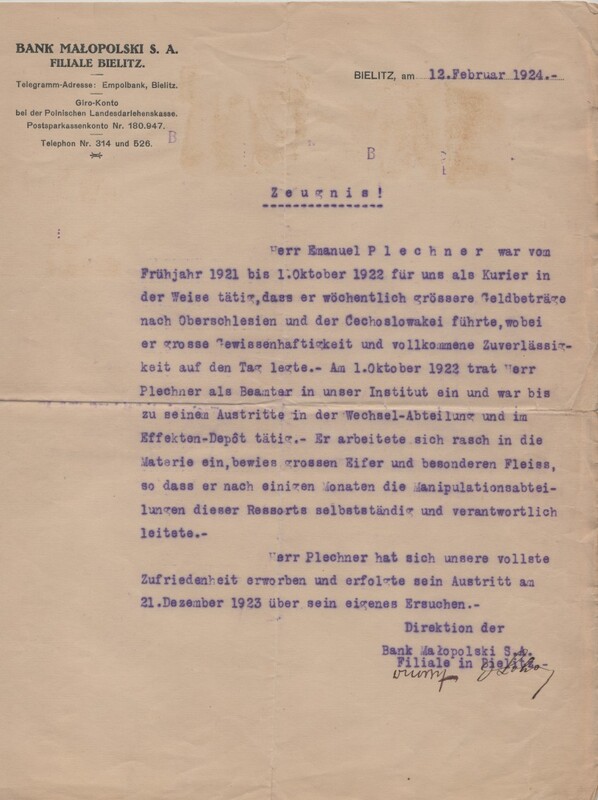 BANK MAŁOPOLSKI S. A.
FILIALE BIELITZ.
Telegramm-Adresse: Empolbank, Bielitz.
Giro-Konto
bei der Polnischen Landesdarlehenskasse.
Postsparkassenkonto Nr. 180.947.
Telephon Nr. 314 und 526.
BIELITZ, am 12.Februar 1924.-
B
B
Zeugnis!
Herr Emanuel Plechner war vom
Frühjahr 1921 bis 1.Oktober 1922 für uns als Kurier in
der Weise tätig,dass er wöchentlich grössere Geldbeträge
nach Oberschlesien und der Cechoslowakei führte,wobei
er grosse Gewissenhaftigkeit und vollkommene Zuverlässig-
keit auf den Tag legte.- Am 1.Oktober 1922 trat Herr
Plechner als Beamter in unser Institut ein und war bis
zu seinem Austritte in der Wechsel-Abteilung und im
Effekten-Depôt tätig.- Er arbeitete sich rasch in die
Materie ein,bewies grossen Eifer und besonderen Fleiss,
so dass er nach einigen Monaten die Manipulationsabtei-
lungen dieser Ressorts selbstständig und verantwortlich
leitete.-
Herr Plechner hat sich unsere vollste
Zufriedenheit erworben und erfolgte sein Austritt am
21.Dezember 1923 über sein eigenes Ersuchen.-
Direktion der
Bank Małopolski S.A.
Filiale in Bielitz.-